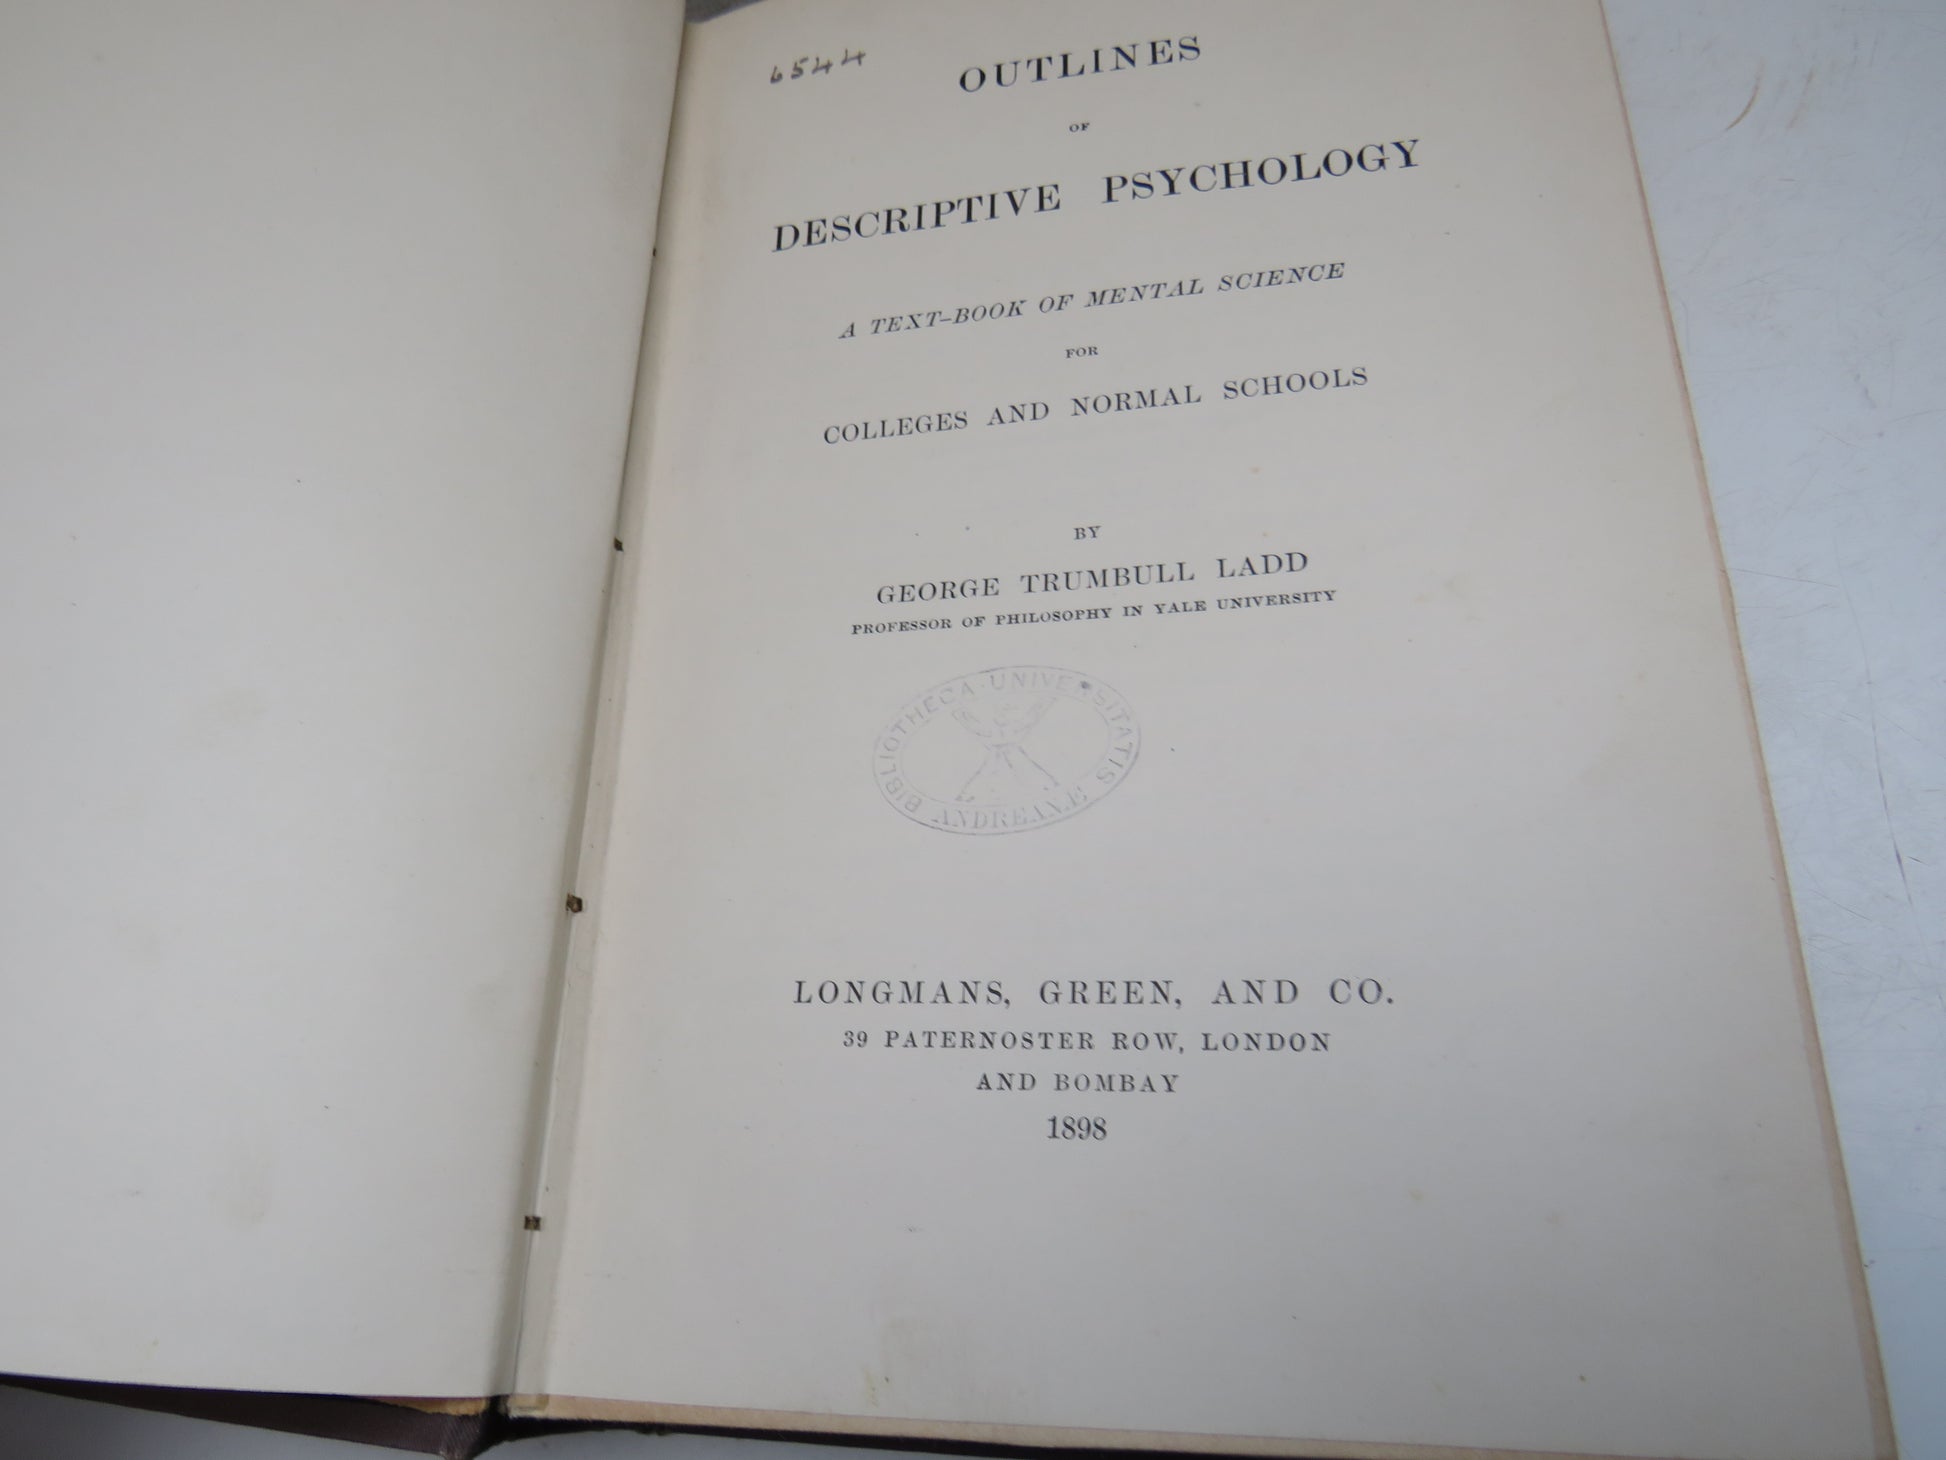 6544
OUTLINES
OF
DESCRIPTIVE PSYCHOLOGY
A TEXT-BOOK OF MENTAL SCIENCE
FOR
COLLEGES AND NORMAL SCHOOLS
BY
GEORGE TRUMBULL LADD
PROFESSOR OF PHILOSOPHY IN YALE UNIVERSITY
BIBLIOTHECA · UNIVERSITATIS
ANDREANÆ
LONGMANS, GREEN, AND CO.
39 PATERNOSTER ROW, LONDON
AND BOMBAY
1898